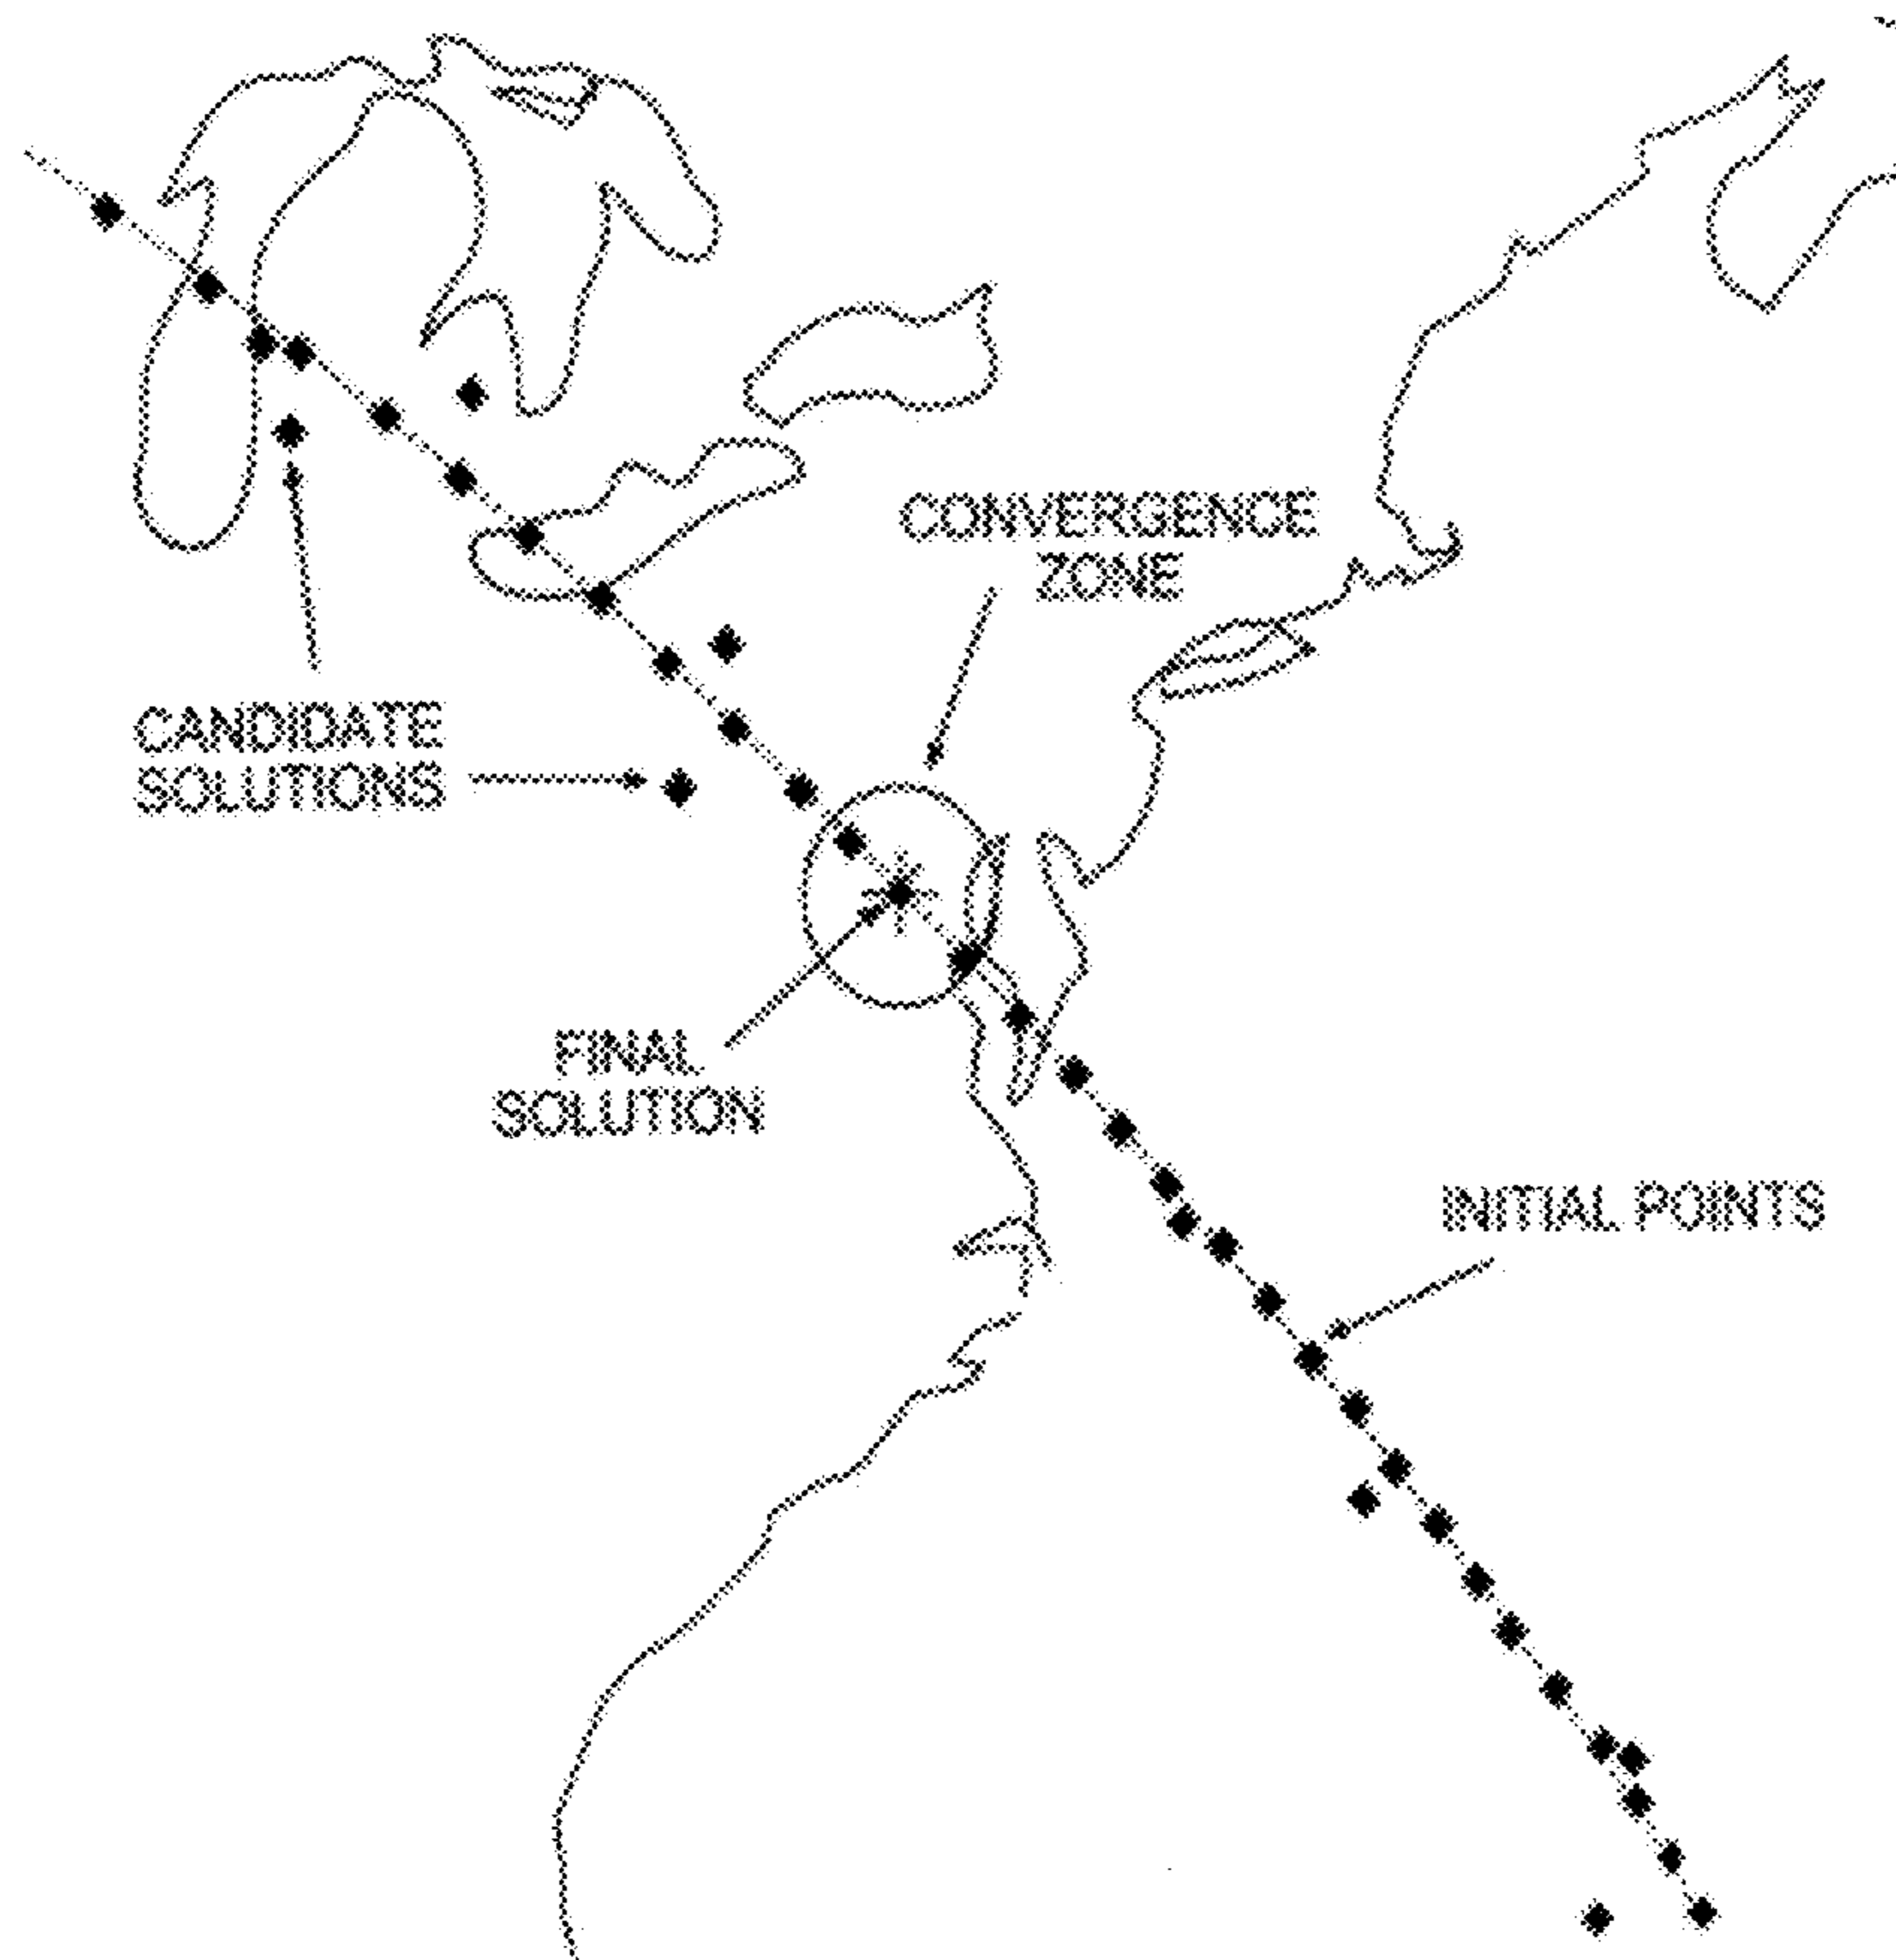 CONVERGENCE
ZONE
CANDIDATE
SOLUTIONS
FINAL
SOLUTION
INITIAL POINTS